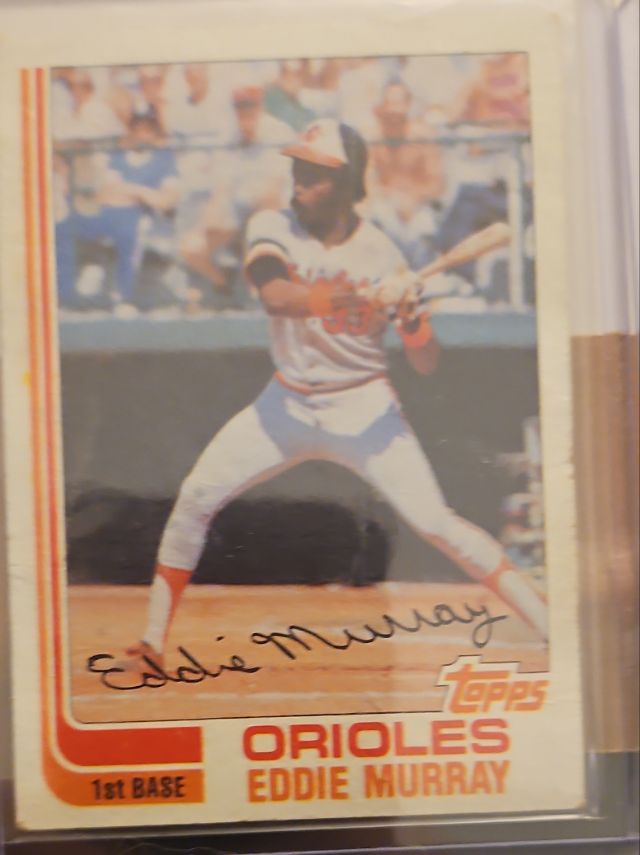 Eddie Murray
topps
ORIOLES
1st BASE
EDDIE MURRAY